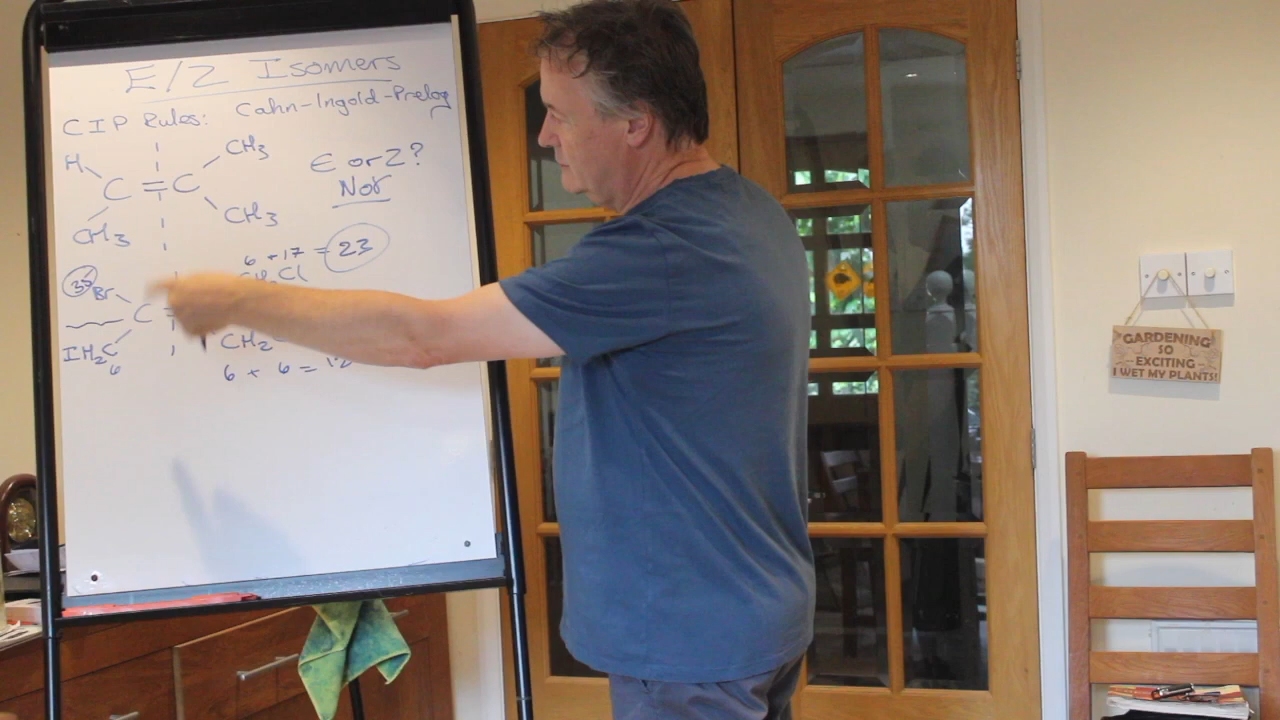 E/Z Isomers
CIP Rules: Cahn-Ingold-Prelog
H CH3
C = C E or Z?
Nor
CH3 CH3
6 + 17 = 23
35 Br CH2Cl
C
IH2C CH2
6
6 + 6 = 12
GARDENING
SO
EXCITING
I WET MY PLANTS!